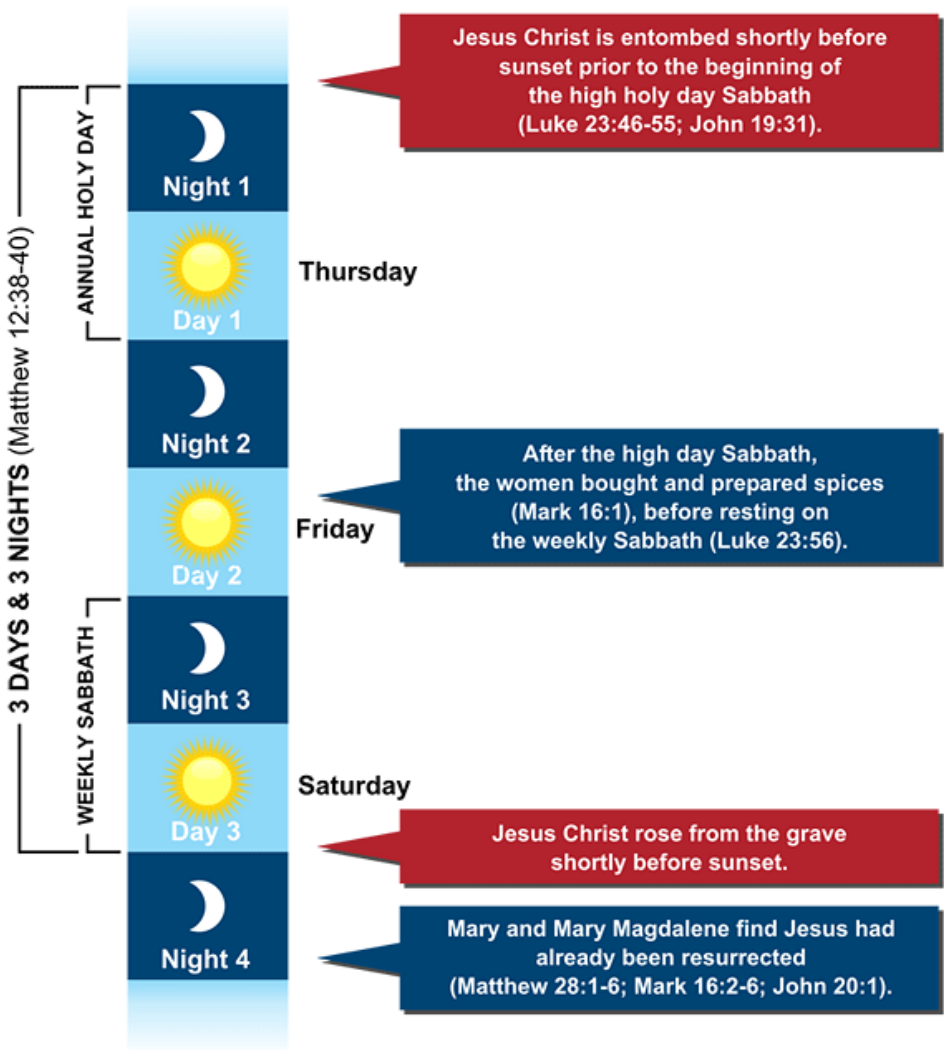 Jesus Christ is entombed shortly before
sunset prior to the beginning of
the high holy day Sabbath
(Luke 23:46-55; John 19:31).
3 DAYS & 3 NIGHTS (Matthew 12:38-40)
ANNUAL HOLY DAY
Night 1
Thursday
Day 1
Night 2
After the high day Sabbath,
the women bought and prepared spices
(Mark 16:1), before resting on
the weekly Sabbath (Luke 23:56).
Friday
Day 2
WEEKLY SABBATH
Night 3
Saturday
Day 3
Jesus Christ rose from the grave
shortly before sunset.
Night 4
Mary and Mary Magdalene find Jesus had
already been resurrected
(Matthew 28:1-6; Mark 16:2-6; John 20:1).